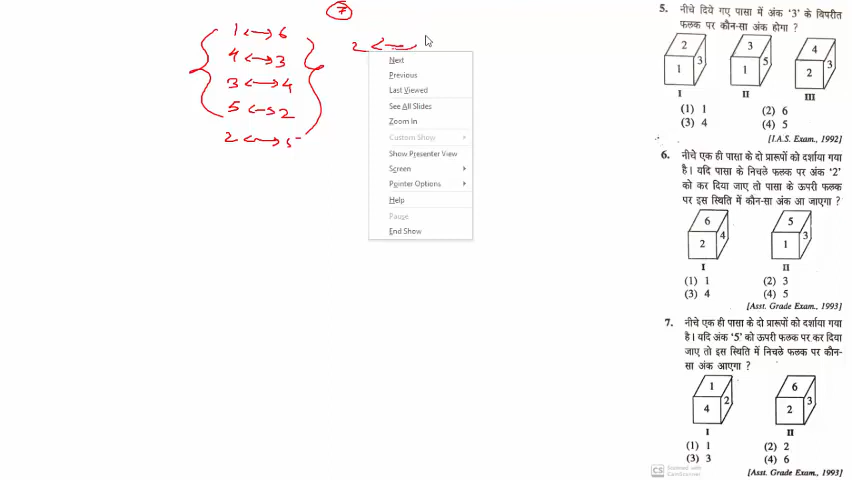 7
1 ↔ 6
4 ↔ 3
3 ↔ 4
5 ↔ 2
2 ↔ 5
2 ←
Next
Previous
Last Viewed
See All Slides
Zoom In
Custom Show
Show Presenter View
Screen
Pointer Options
Help
Pause
End Show
5. नीचे दिये गए पासा में अंक ‘3’ के विपरीत
फलक पर कौन-सा अंक होगा ?
2 3 1
3 5 1
4 3 2
I II III
(1) 1 (2) 6
(3) 4 (4) 5
[I.A.S. Exam., 1992]
6. नीचे एक ही पासा के दो प्रारूपों को दर्शाया गया
है। यदि पासा के निचले फलक पर अंक ‘2’
को कर दिया जाए तो पासा के ऊपरी फलक
पर इस स्थिति में कौन-सा अंक आ जाएगा ?
6 4 2
5 3 1
I II
(1) 1 (2) 3
(3) 4 (4) 5
[Asst. Grade Exam., 1993]
7. नीचे एक ही पासा के दो प्रारूपों को दर्शाया गया
है। यदि अंक ‘5’ को ऊपरी फलक पर कर दिया
जाए तो इस स्थिति में निचले फलक पर कौन-
सा अंक आएगा ?
1 2 4
6 3 2
I II
(1) 1 (2) 2
(3) 3 (4) 6
[Asst. Grade Exam., 1993]
CS Scanned with
CamScanner